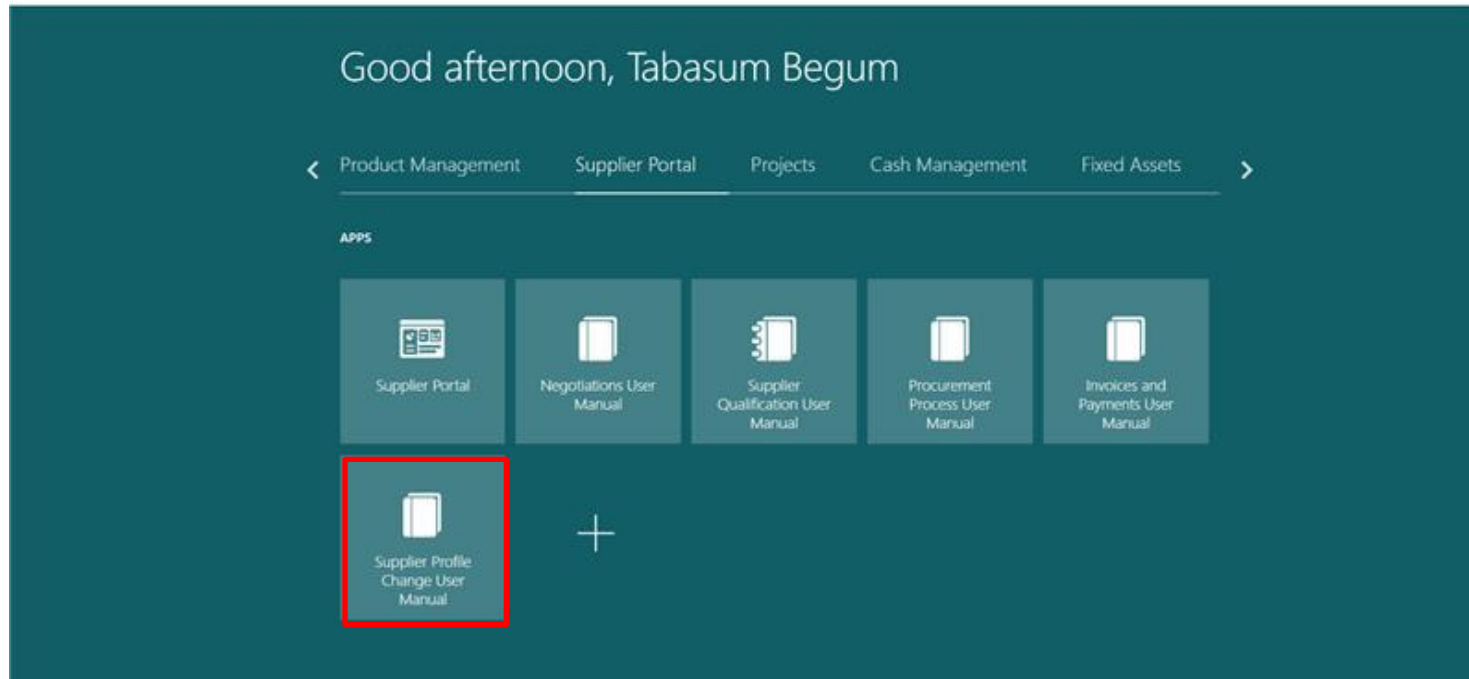 Good afternoon, Tabasum Begum
Product Management Supplier Portal Projects Cash Management Fixed Assets
APPS
Supplier Portal
Negotiations User
Manual
Supplier
Qualification User
Manual
Procurement
Process User
Manual
Invoices and
Payments User
Manual
Supplier Profile
Change User
Manual